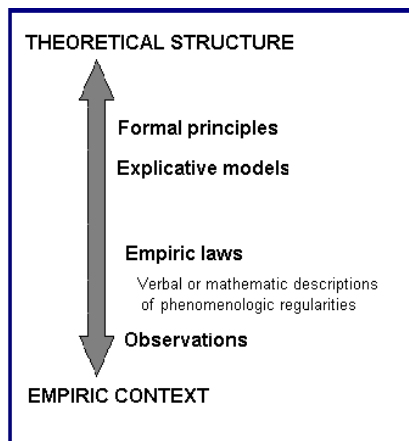 THEORETICAL STRUCTURE
Formal principles
Explicative models
Empiric laws
Verbal or mathematic descriptions
of phenomenologic regularities
Observations
EMPIRIC CONTEXT